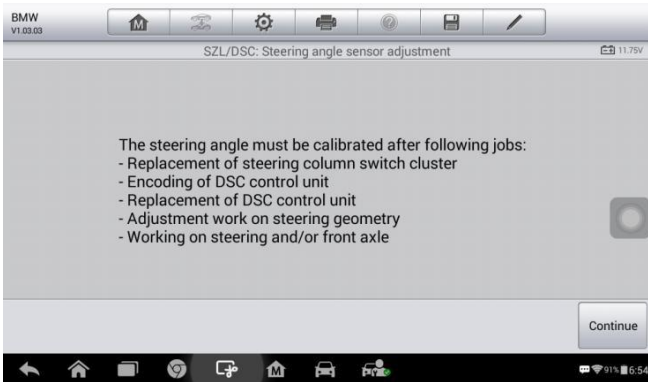 BMW
V1.03.03
SZL/DSC: Steering angle sensor adjustment
11.75V
The steering angle must be calibrated after following jobs:
- Replacement of steering column switch cluster
- Encoding of DSC control unit
- Replacement of DSC control unit
- Adjustment work on steering geometry
- Working on steering and/or front axle
Continue
91% 6:54